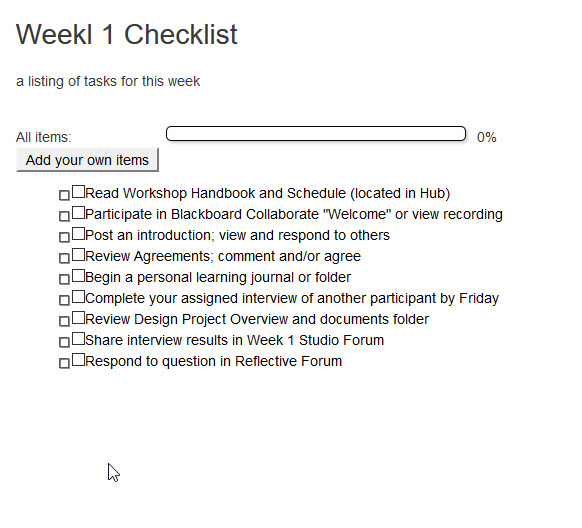 Weekl 1 Checklist
a listing of tasks for this week
All items: 0%
Add your own items
Read Workshop Handbook and Schedule (located in Hub)
Participate in Blackboard Collaborate "Welcome" or view recording
Post an introduction; view and respond to others
Review Agreements; comment and/or agree
Begin a personal learning journal or folder
Complete your assigned interview of another participant by Friday
Review Design Project Overview and documents folder
Share interview results in Week 1 Studio Forum
Respond to question in Reflective Forum